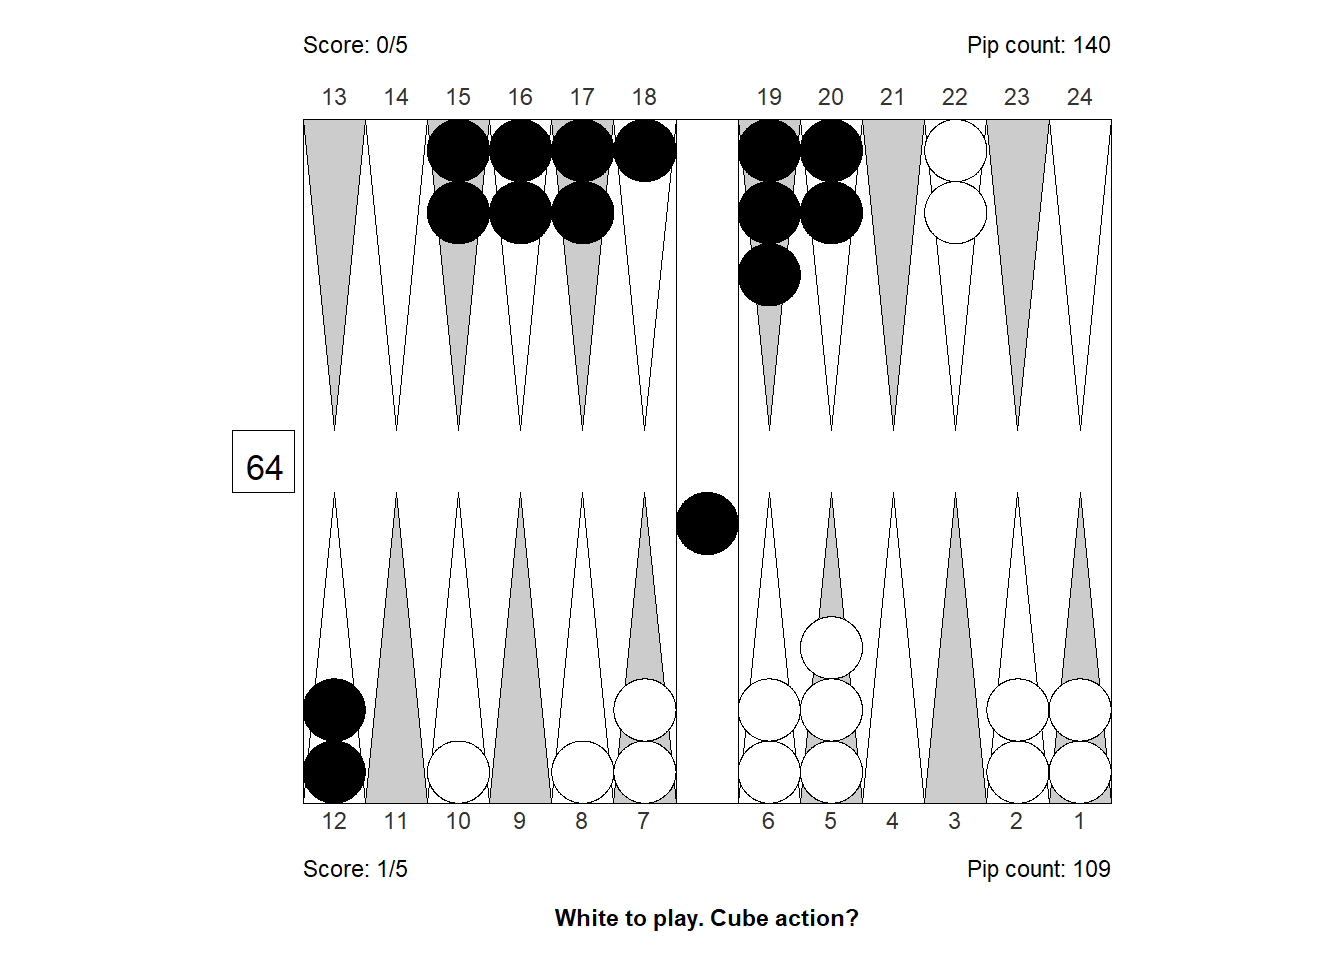 Score: 0/5 Pip count: 140
13 14 15 16 17 18 19 20 21 22 23 24
64
12 11 10 9 8 7 6 5 4 3 2 1
Score: 1/5 Pip count: 109
White to play. Cube action?